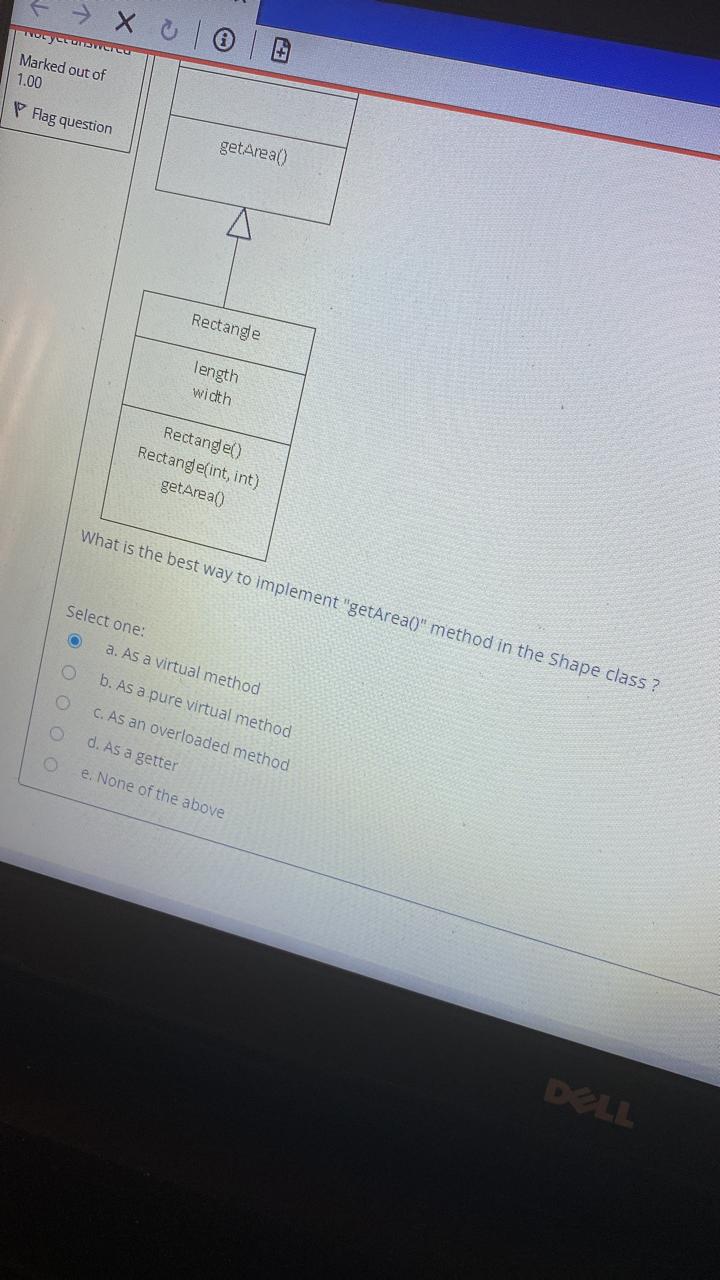 Not yet answered
Marked out of
1.00
Flag question
getArea()
Rectangle
length
width
Rectangle()
Rectangle(int, int)
getArea()
What is the best way to implement "getArea()" method in the Shape class ?
Select one:
a. As a virtual method
b. As a pure virtual method
c. As an overloaded method
d. As a getter
e. None of the above
DELL